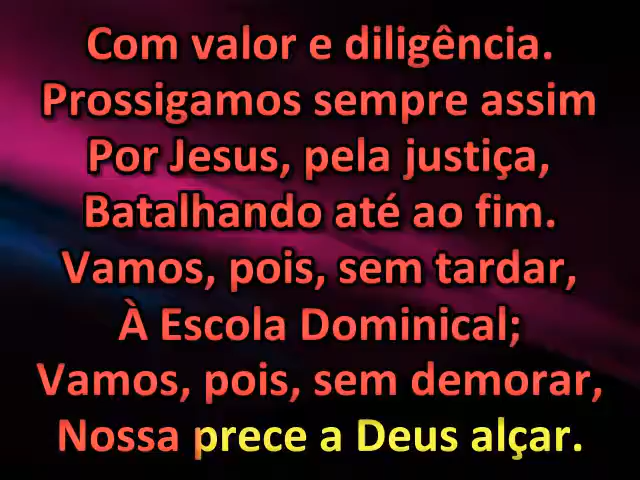 Com valor e diligência.
Prossigamos sempre assim
Por Jesus, pela justiça,
Batalhando até ao fim.
Vamos, pois, sem tardar,
À Escola Dominical;
Vamos, pois, sem demorar,
Nossa prece a Deus alçar.